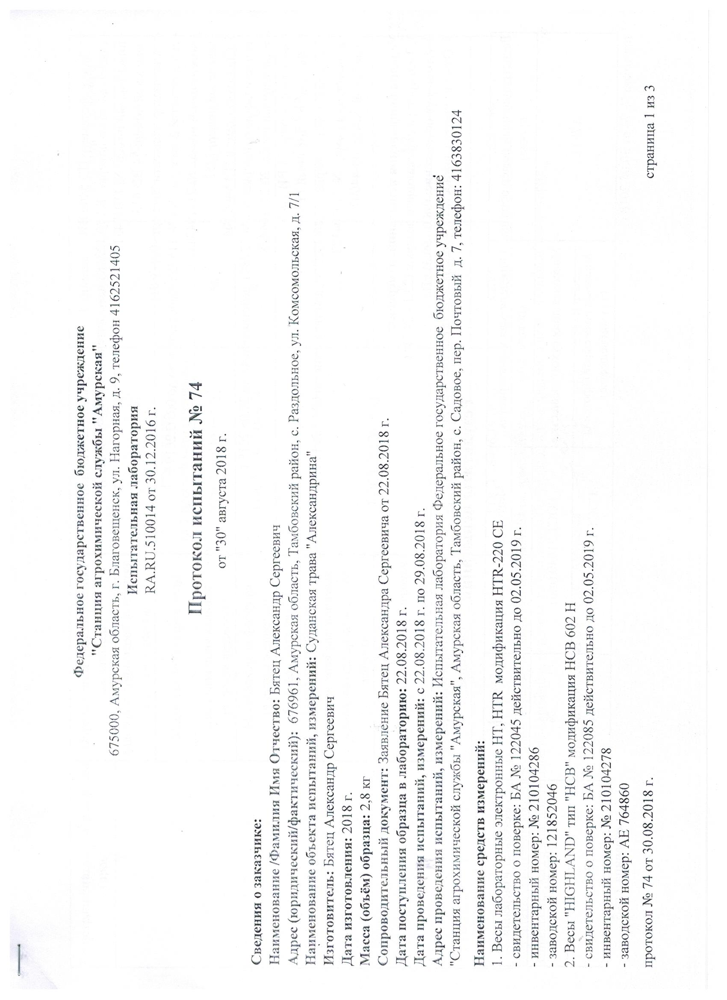 Федеральное государственное бюджетное учреждение
"Станция агрохимической службы "Амурская"
675000, Амурская область, г. Благовещенск, ул. Нагорная, д. 9, телефон 4162521405
Испытательная лаборатория
RA.RU.510014 от 30.12.2016 г.
Протокол испытаний № 74
от "30" августа 2018 г.
Сведения о заказчике:
Наименование /Фамилия Имя Отчество: Бятец Александр Сергеевич
Адрес (юридический/фактический): 676961, Амурская область, Тамбовский район, с. Раздольное, ул. Комсомольская, д. 7/1
Наименование объекта испытаний, измерений: Суданская трава "Александрина"
Изготовитель: Бятец Александр Сергеевич
Дата изготовления: 2018 г.
Масса (объём) образца: 2,8 кг
Сопроводительный документ: Заявление Бятец Александра Сергеевича от 22.08.2018 г.
Дата поступления образца в лабораторию: 22.08.2018 г.
Дата проведения испытаний, измерений: с 22.08.2018 г. по 29.08.2018 г.
Адрес проведения испытаний, измерений: Испытательная лаборатория Федеральное государственное бюджетное учреждение
"Станция агрохимической службы "Амурская", Амурская область, Тамбовский район, с. Садовое, пер. Почтовый д. 7, телефон: 4163830124
Наименование средств измерений:
1. Весы лабораторные электронные HT, HTR модификация HTR-220 CE
- свидетельство о поверке: БА № 122045 действительно до 02.05.2019 г.
- инвентарный номер: № 210104286
- заводской номер: 121852046
2. Весы "HIGHLAND" тип "НСВ" модификация НСВ 602 Н
- свидетельство о поверке: БА № 122085 действительно до 02.05.2019 г.
- инвентарный номер: № 210104278
- заводской номер: АЕ 764860
протокол № 74 от 30.08.2018 г.
страница 1 из 3